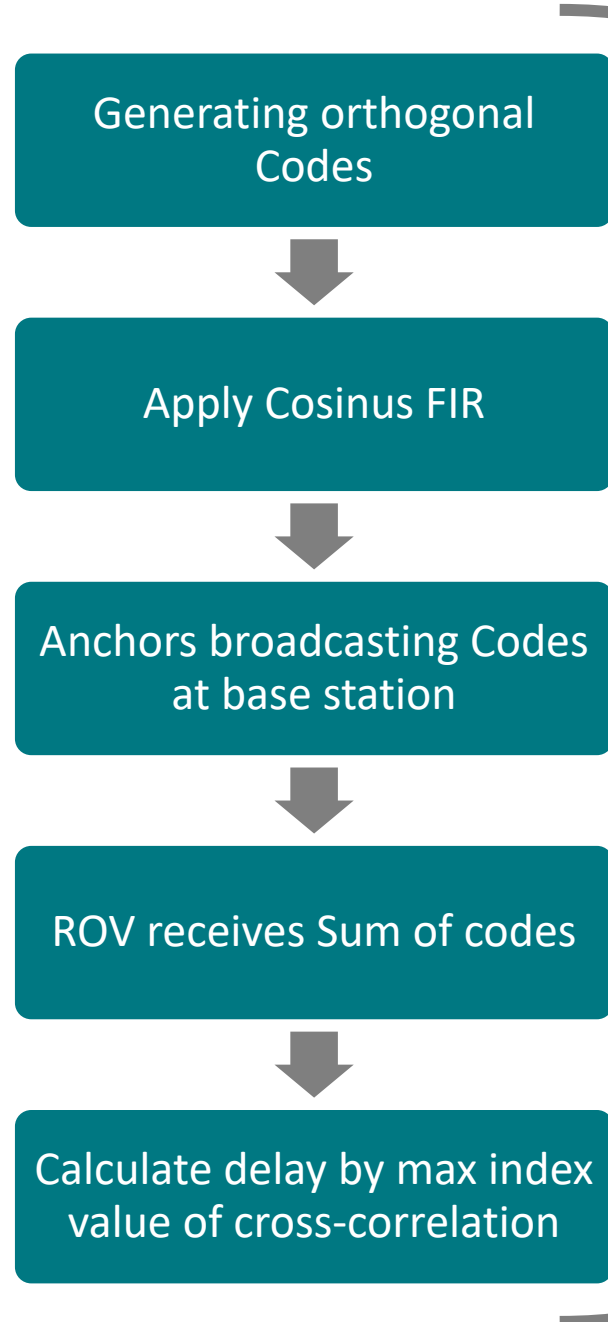 Generating orthogonal
Codes
Apply Cosinus FIR
Anchors broadcasting Codes
at base station
ROV receives Sum of codes
Calculate delay by max index
value of cross-correlation